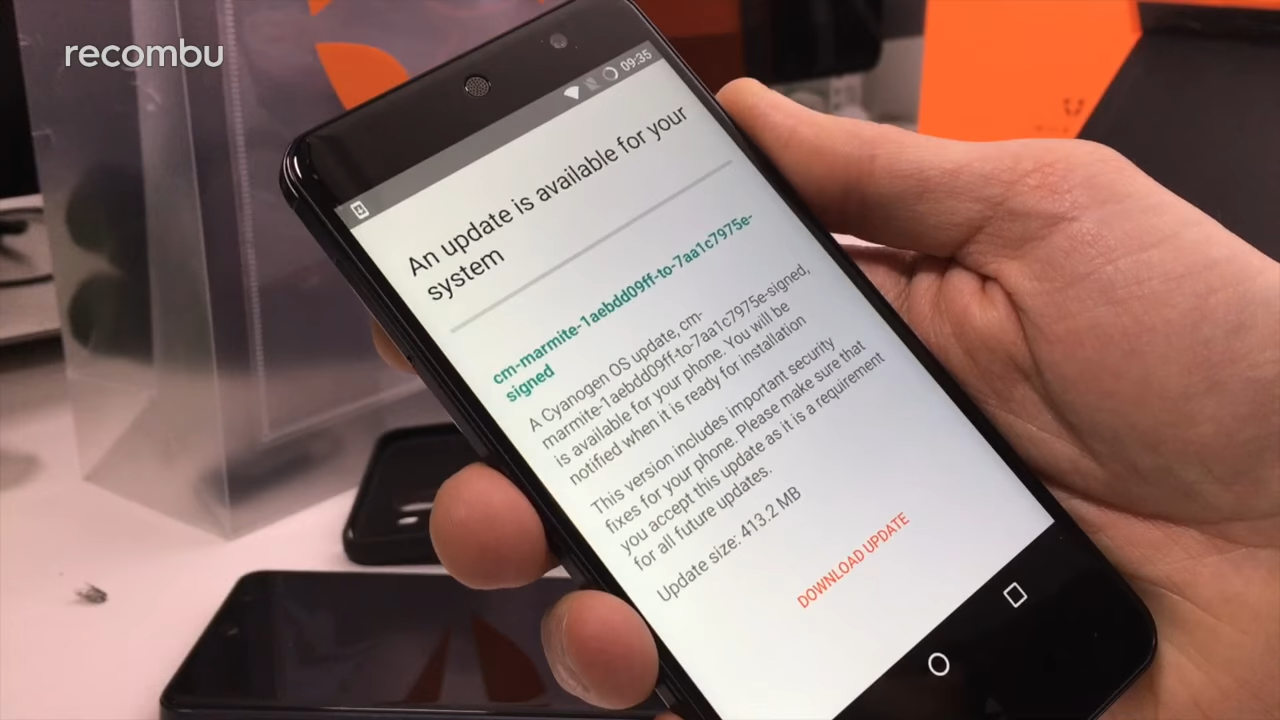 recombu
09:35
An update is available for your
system
cm-marmite-1aebdd09ff-to-7aa1c7975e-
signed
A Cyanogen OS update, cm-
marmite-1aebdd09ff-to-7aa1c7975e-signed,
is available for your phone. You will be
notified when it is ready for installation
This version includes important security
fixes for your phone. Please make sure that
you accept this update as it is a requirement
for all future updates.
Update size: 413.2 MB
DOWNLOAD UPDATE